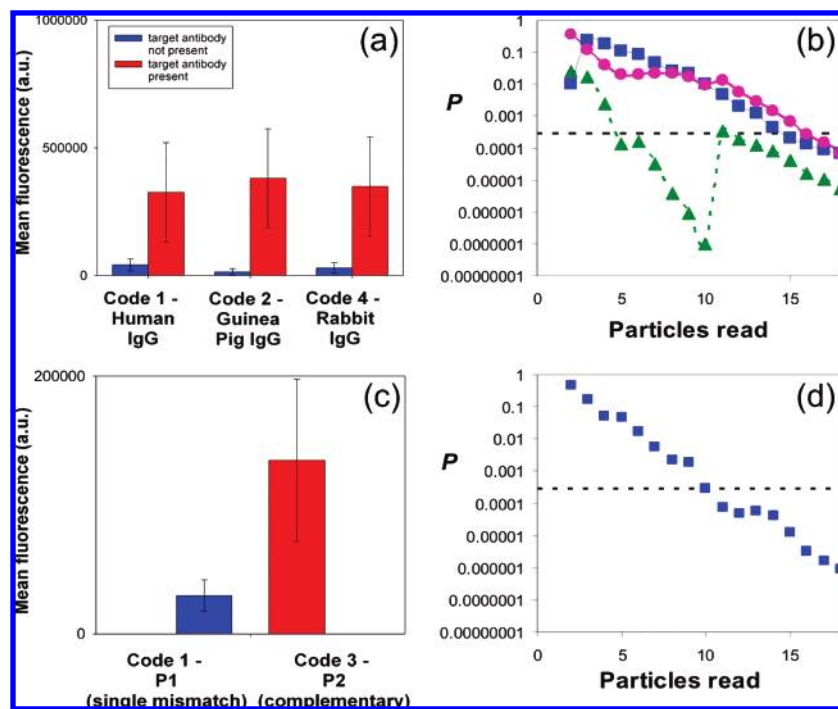 1000000
(a)
target antibody
not present
target antibody
present
Mean fluorescence (a.u.)
500000
0
Code 1 -
Human
IgG
Code 2 -
Guinea
Pig IgG
Code 4 -
Rabbit
IgG
(b)
P
1
0.1
0.01
0.001
0.0001
0.00001
0.000001
0.0000001
0.00000001
0
5
10
15
Particles read
200000
(c)
Mean fluorescence (a.u.)
0
Code 1 -
P1
(single mismatch)
Code 3 -
P2
(complementary)
(d)
P
1
0.1
0.01
0.001
0.0001
0.00001
0.000001
0.0000001
0.00000001
0
5
10
15
Particles read